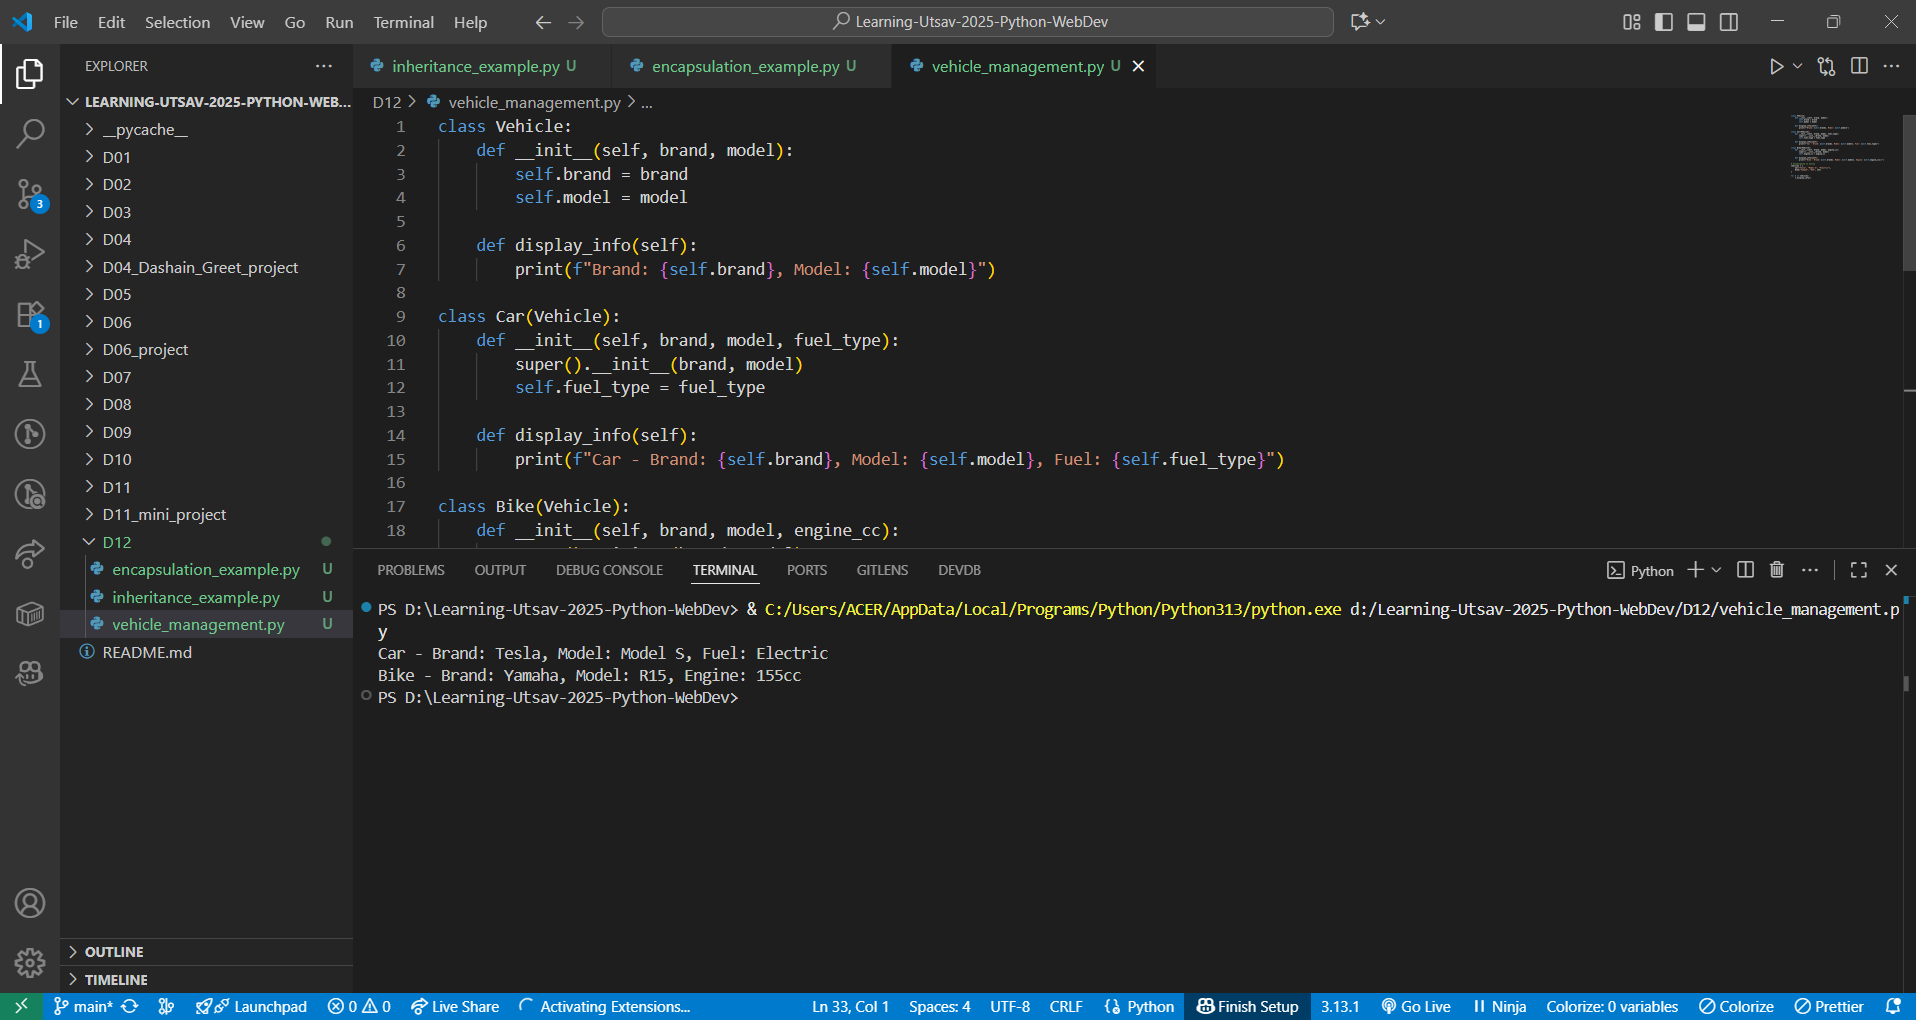 File Edit Selection View Go Run Terminal Help
Learning-Utsav-2025-Python-WebDev
EXPLORER
LEARNING-UTSAV-2025-PYTHON-WEB...
__pycache__
D01
D02
D03
D04
D04_Dashain_Greet_project
D05
D06
D06_project
D07
D08
D09
D10
D11
D11_mini_project
D12
encapsulation_example.py U
inheritance_example.py U
vehicle_management.py U
README.md
OUTLINE
TIMELINE
3
1
inheritance_example.py U
encapsulation_example.py U
vehicle_management.py U
D12 > vehicle_management.py > ...
1 class Vehicle:
2 def __init__(self, brand, model):
3 self.brand = brand
4 self.model = model
5
6 def display_info(self):
7 print(f"Brand: {self.brand}, Model: {self.model}")
8
9 class Car(Vehicle):
10 def __init__(self, brand, model, fuel_type):
11 super().__init__(brand, model)
12 self.fuel_type = fuel_type
13
14 def display_info(self):
15 print(f"Car - Brand: {self.brand}, Model: {self.model}, Fuel: {self.fuel_type}")
16
17 class Bike(Vehicle):
18 def __init__(self, brand, model, engine_cc):
PROBLEMS OUTPUT DEBUG CONSOLE TERMINAL PORTS GITLENS DEVDB
Python
PS D:\Learning-Utsav-2025-Python-WebDev> & C:/Users/ACER/AppData/Local/Programs/Python/Python313/python.exe d:/Learning-Utsav-2025-Python-WebDev/D12/vehicle_management.p
y
Car - Brand: Tesla, Model: Model S, Fuel: Electric
Bike - Brand: Yamaha, Model: R15, Engine: 155cc
PS D:\Learning-Utsav-2025-Python-WebDev>
main* Launchpad 0 0 Live Share Activating Extensions... Ln 33, Col 1 Spaces: 4 UTF-8 CRLF {} Python Finish Setup 3.13.1 Go Live Ninja Colorize: 0 variables Colorize Prettier